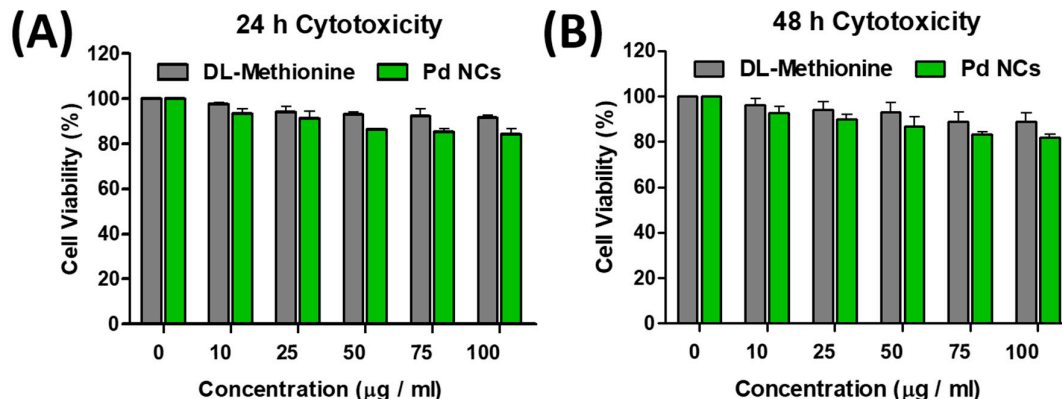 (A)
24 h Cytotoxicity
DL-Methionine Pd NCs
Cell Viability (%)
120
100
80
60
40
20
0
0 10 25 50 75 100
Concentration (μg / ml)
(B)
48 h Cytotoxicity
DL-Methionine Pd NCs
Cell Viability (%)
120
100
80
60
40
20
0
0 10 25 50 75 100
Concentration (μg / ml)